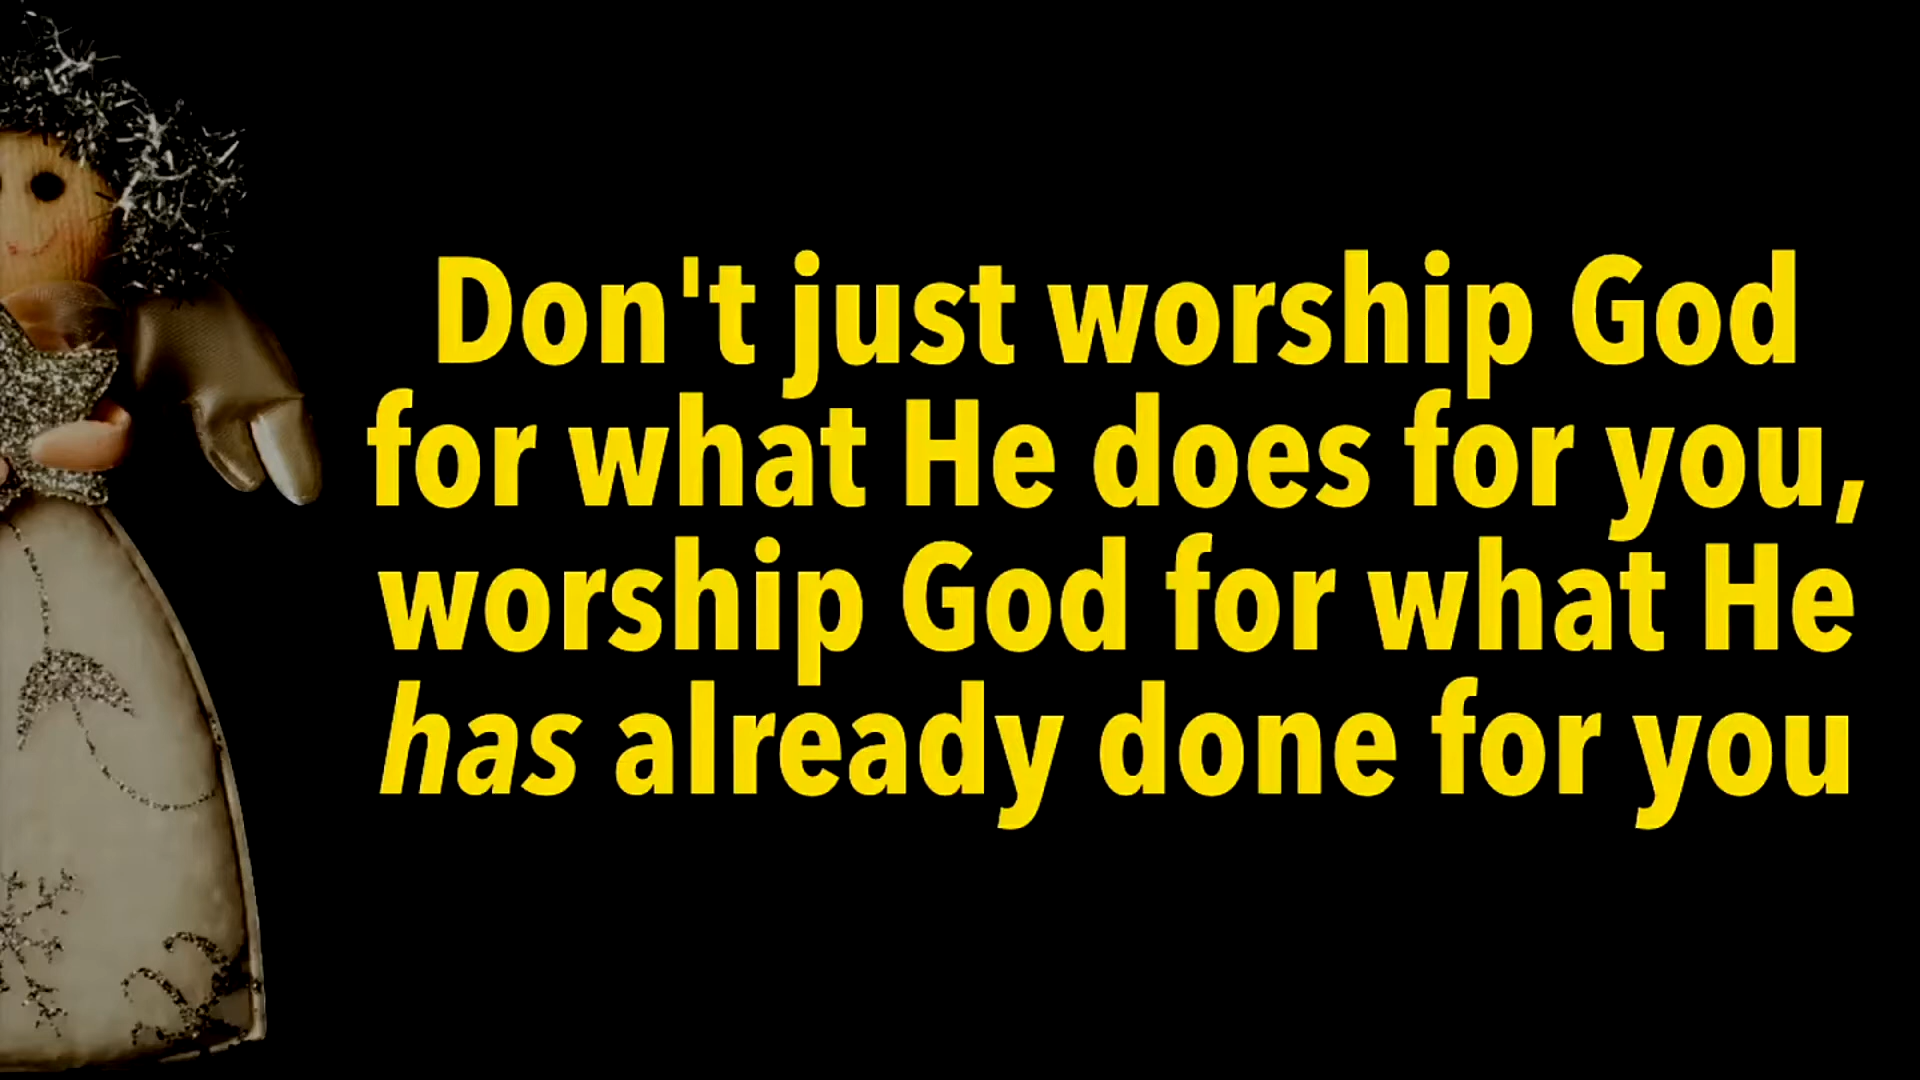 Don't just worship God
for what He does for you,
worship God for what He
has already done for you